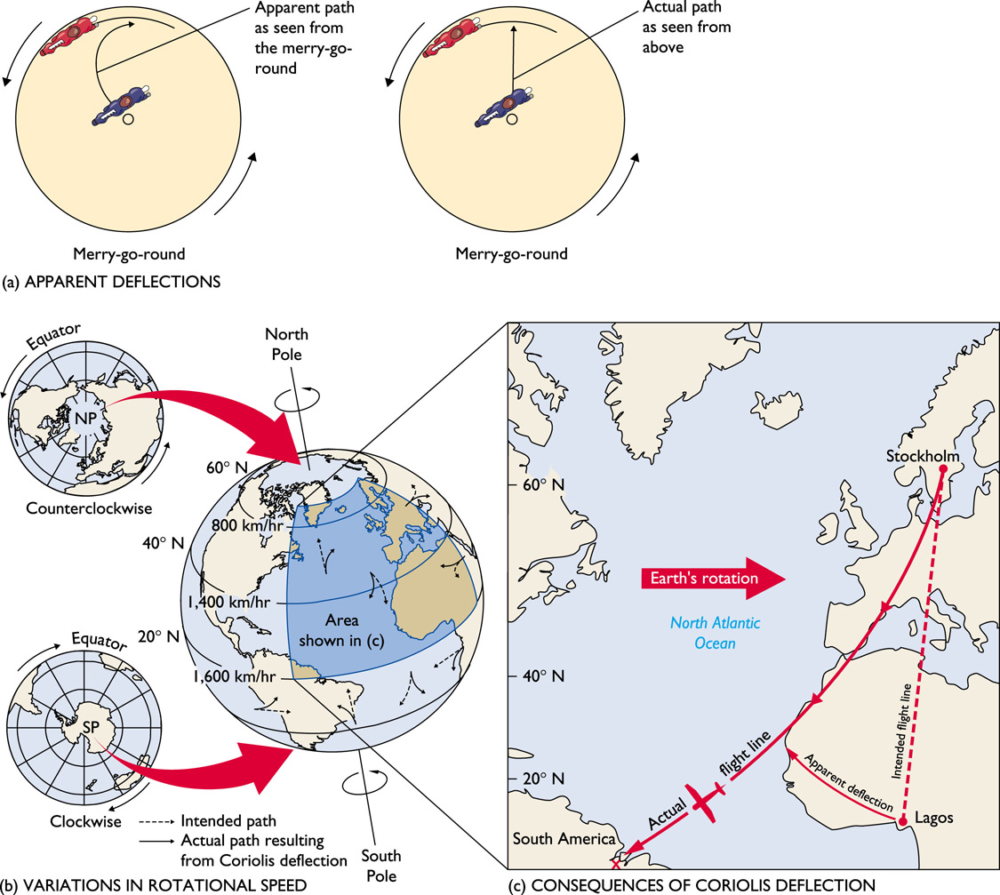 Apparent path
as seen from
the merry-go-
round
Actual path
as seen from
above
Merry-go-round
Merry-go-round
(a) APPARENT DEFLECTIONS
Equator
NP
Counterclockwise
North
Pole
60° N
800 km/hr
40° N
1,400 km/hr
20° N
Area
shown in (c)
1,600 km/hr
Equator
SP
Clockwise
Intended path
Actual path resulting
from Coriolis deflection
South
Pole
(b) VARIATIONS IN ROTATIONAL SPEED
Stockholm
60° N
Earth's rotation
North Atlantic
Ocean
40° N
Intended flight line
20° N
Apparent deflection
Actual flight line
Lagos
South America
(c) CONSEQUENCES OF CORIOLIS DEFLECTION